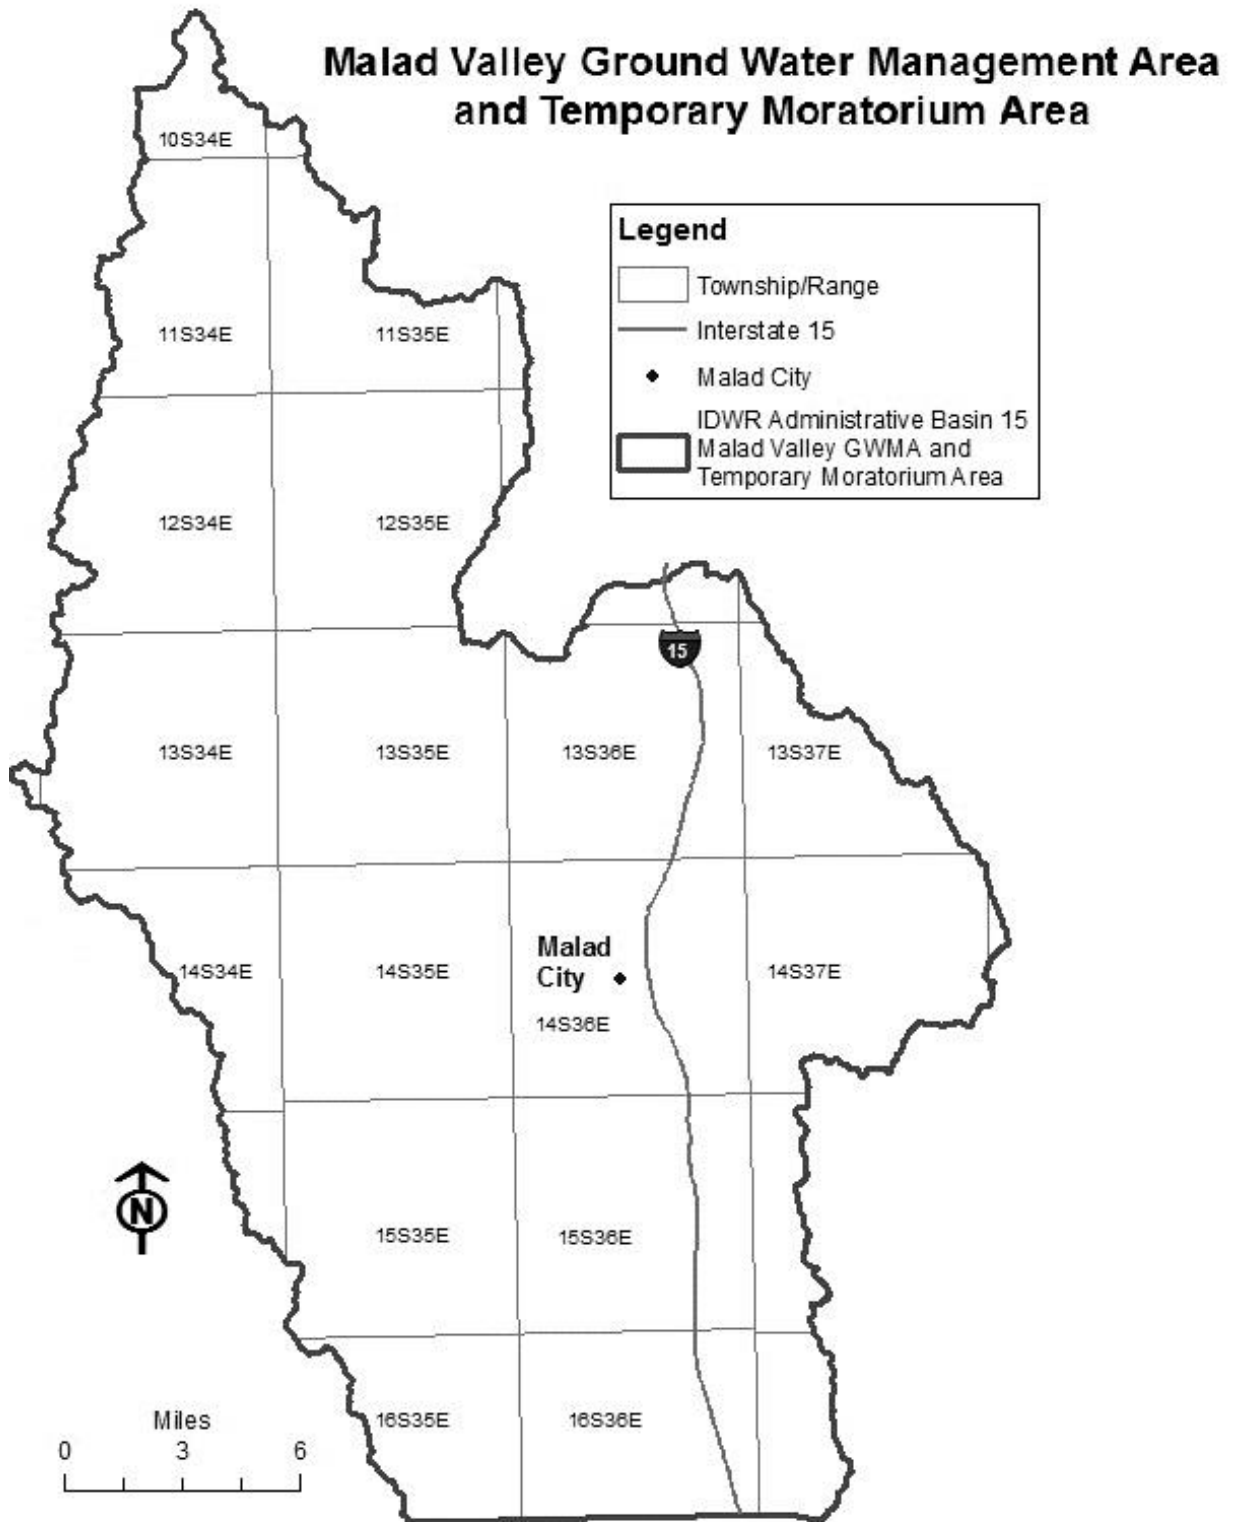 Malad Valley Ground Water Management Area
and Temporary Moratorium Area
10S34E
Legend
Township/Range
Interstate 15
Malad City
IDWR Administrative Basin 15
Malad Valley GWMA and
Temporary Moratorium Area
11S34E 11S35E
12S34E 12S35E
15
13S34E 13S35E 13S36E 13S37E
Malad
City
14S34E 14S35E 14S37E
14S36E
N
15S35E 15S36E
16S35E 16S36E
Miles
0 3 6